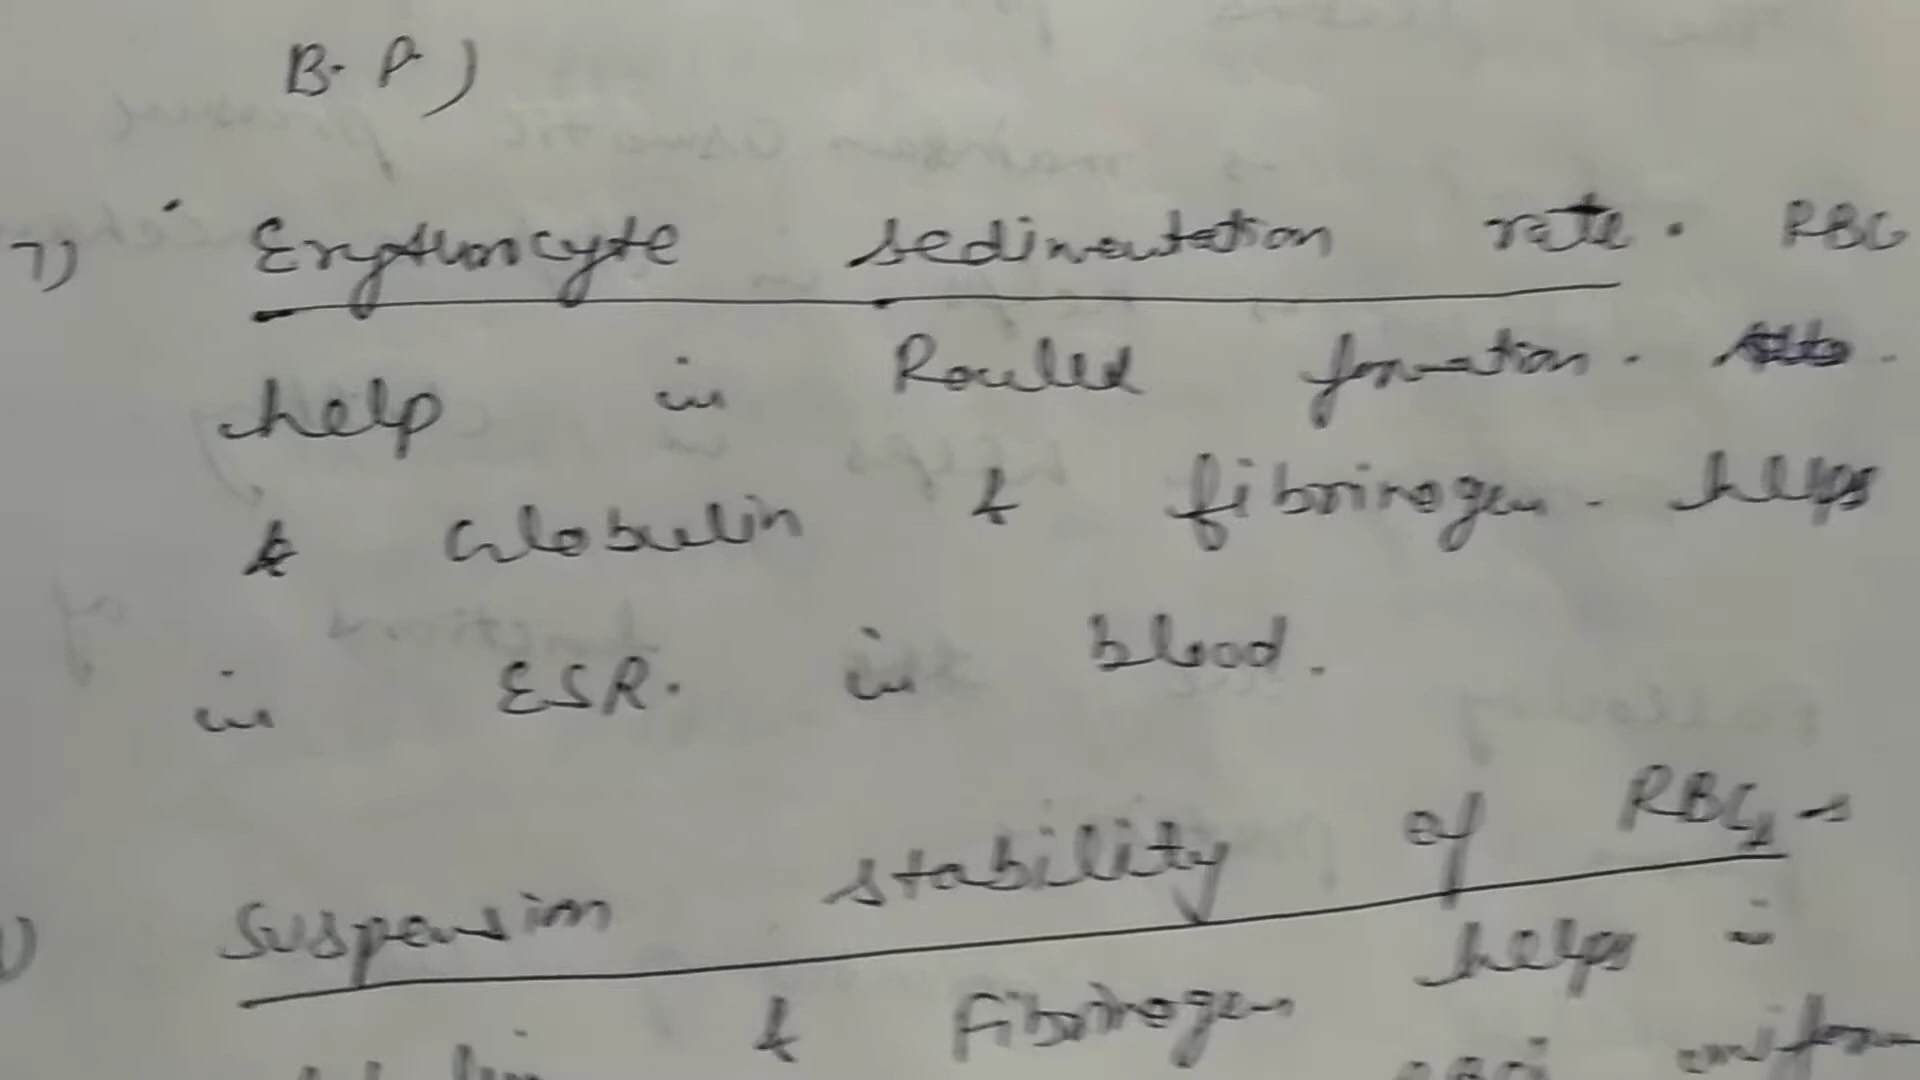 B. P)
7) Erythrocyte sedimentation rate. RBC
help in Rouled formation.
& Globulin & fibrinogen. helps
in ESR. in blood.
Suspension stability of RBCs →
& Fibrinogen helps in